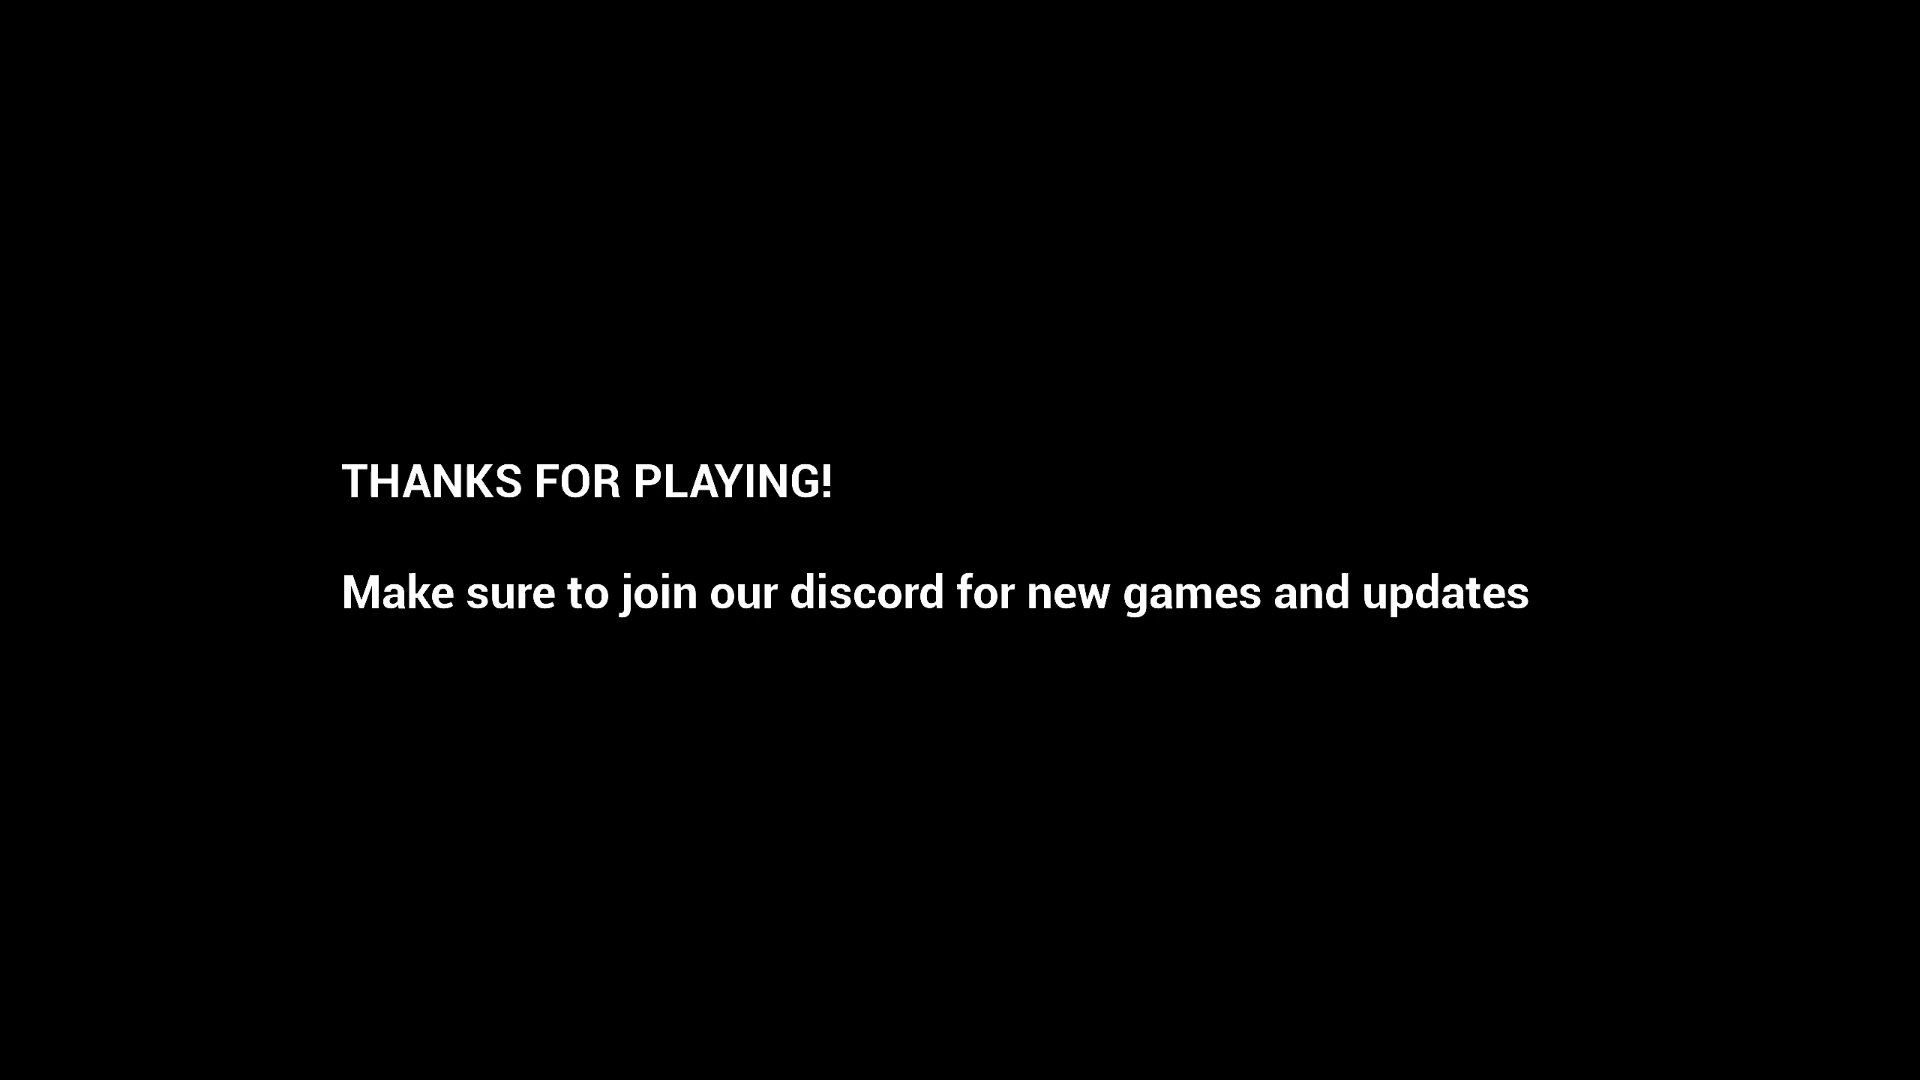 THANKS FOR PLAYING!
Make sure to join our discord for new games and updates